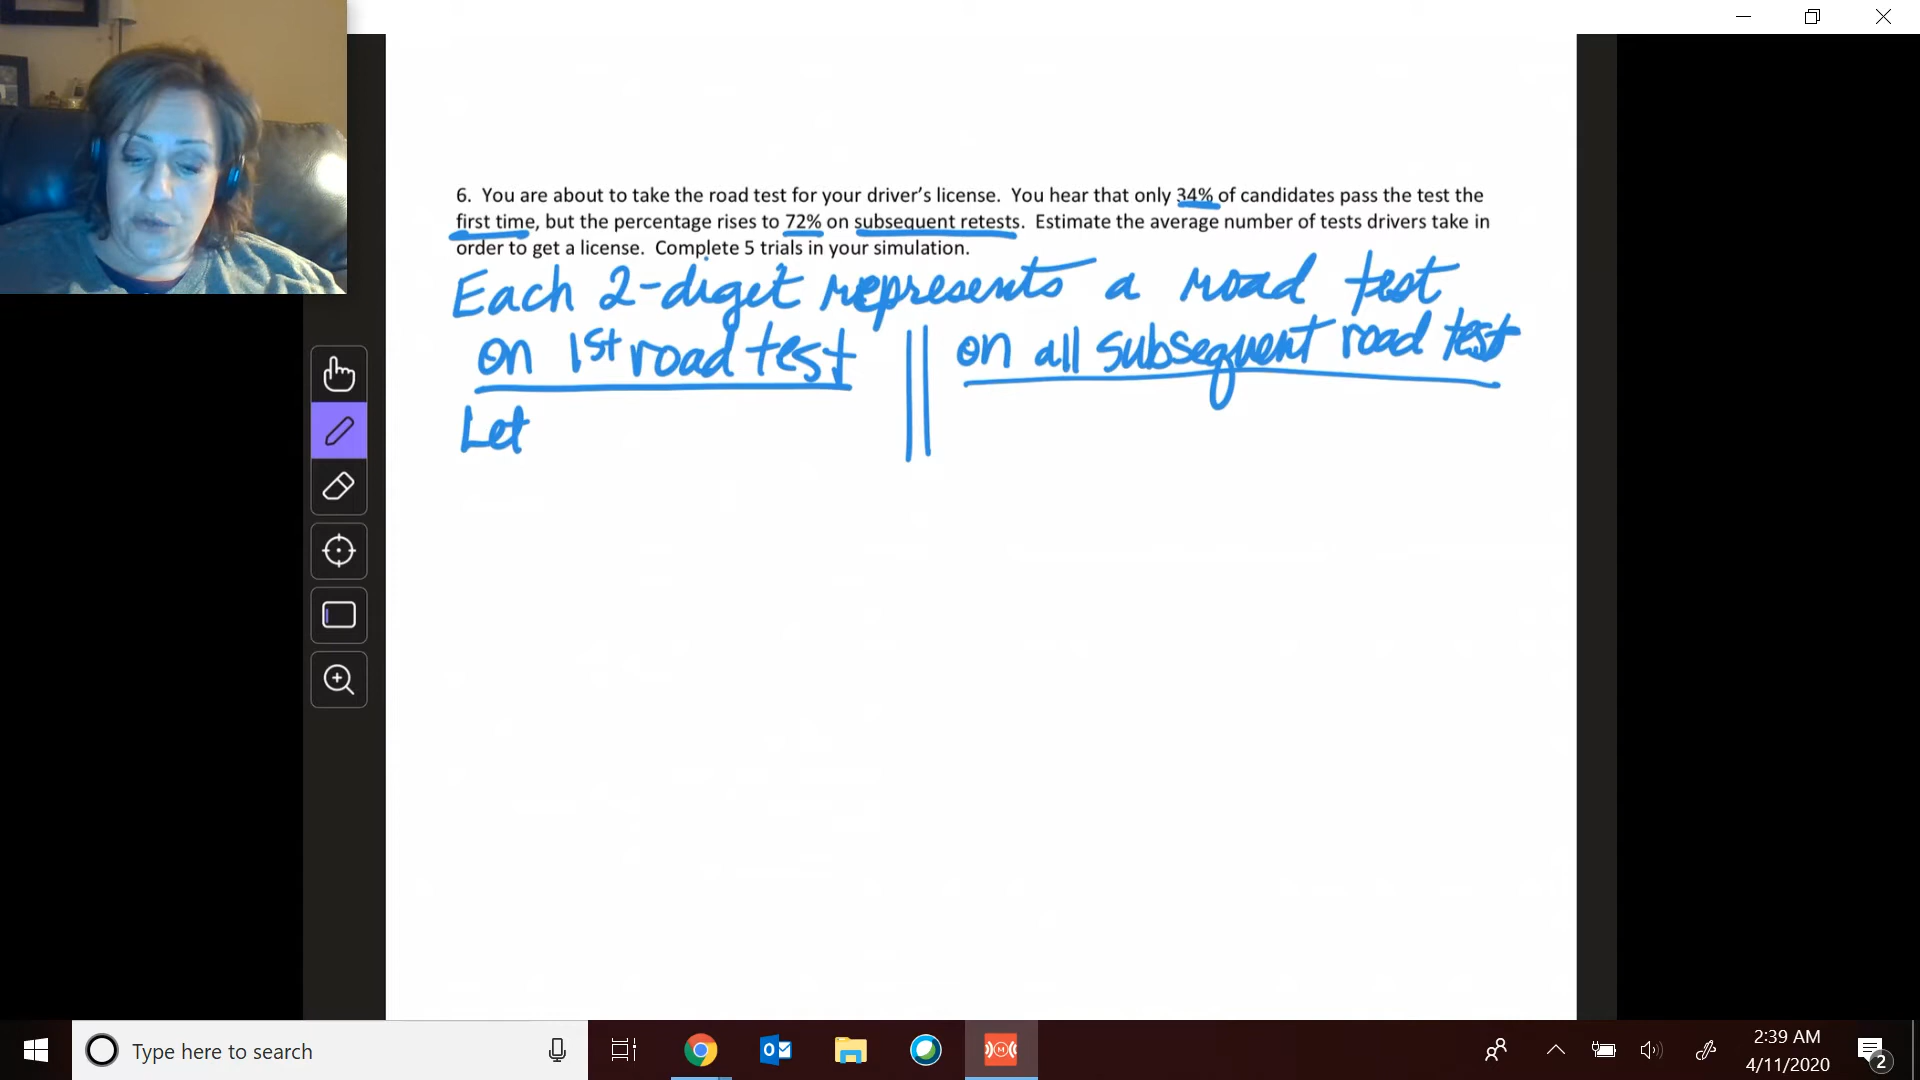 6. You are about to take the road test for your driver's license. You hear that only 34% of candidates pass the test the
first time, but the percentage rises to 72% on subsequent retests. Estimate the average number of tests drivers take in
order to get a license. Complete 5 trials in your simulation.
Each 2-diget represents a road test
on 1st road test
on all subsequent road test
Let
Type here to search
2:39 AM
4/11/2020
2